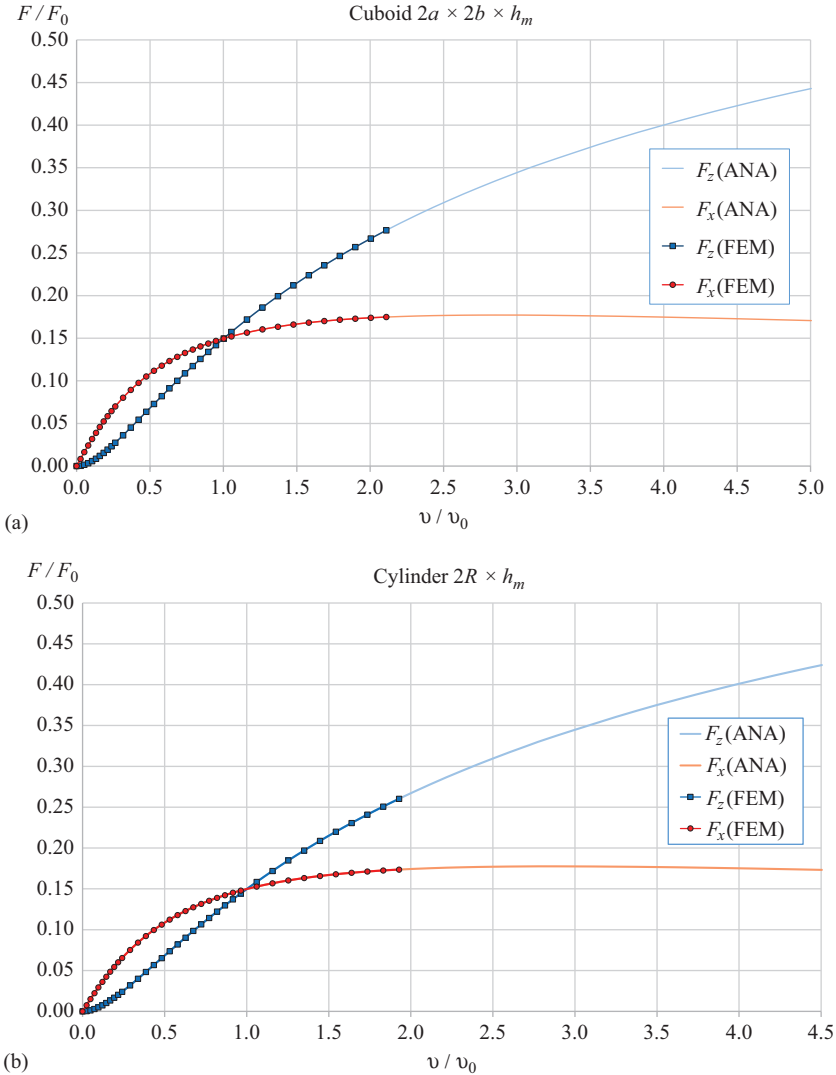 F / F0
Cuboid 2a × 2b × hm
0.50
0.45
0.40
0.35
0.30
0.25
0.20
0.15
0.10
0.05
0.00
Fz(ANA)
Fx(ANA)
Fz(FEM)
Fx(FEM)
0.0 0.5 1.0 1.5 2.0 2.5 3.0 3.5 4.0 4.5 5.0
υ / υ0
(a)
F / F0
Cylinder 2R × hm
0.50
0.45
0.40
0.35
0.30
0.25
0.20
0.15
0.10
0.05
0.00
Fz(ANA)
Fx(ANA)
Fz(FEM)
Fx(FEM)
0.0 0.5 1.0 1.5 2.0 2.5 3.0 3.5 4.0 4.5
υ / υ0
(b)